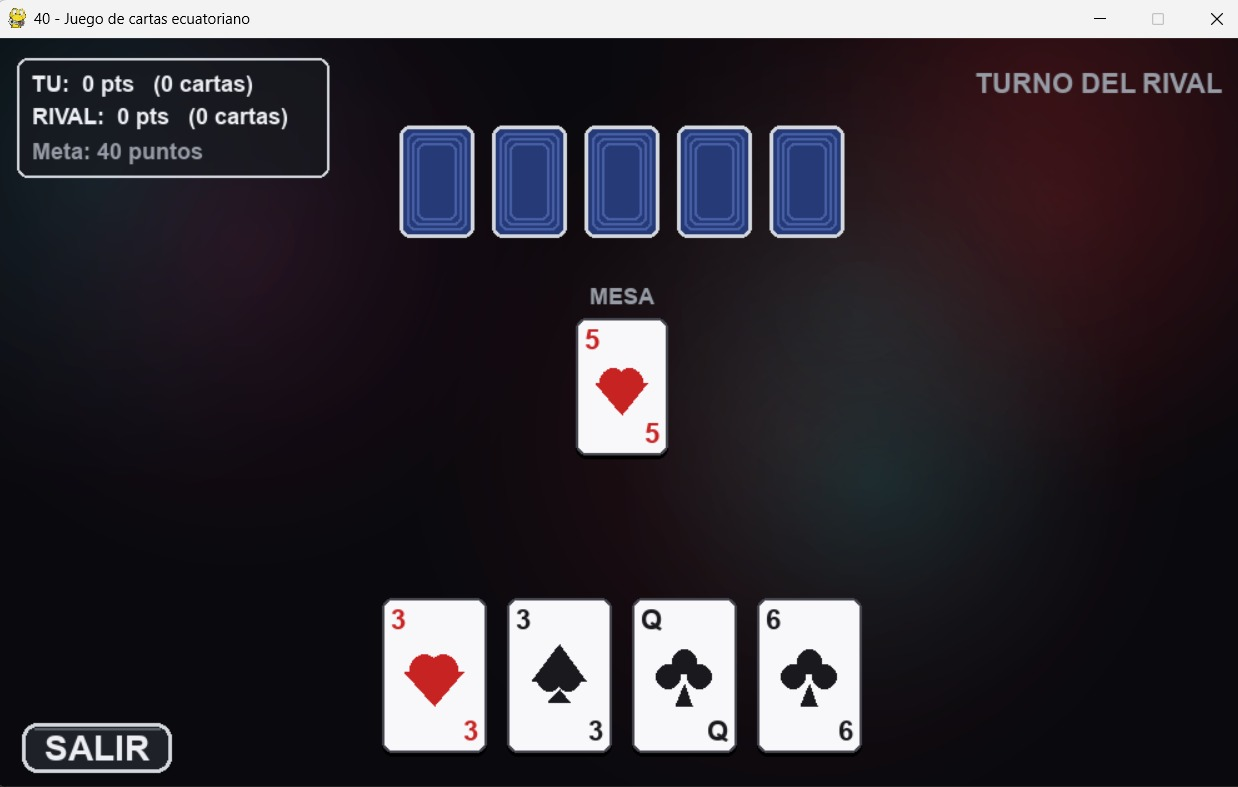 40 - Juego de cartas ecuatoriano
TU: 0 pts (0 cartas)
RIVAL: 0 pts (0 cartas)
Meta: 40 puntos
TURNO DEL RIVAL
MESA
5
5
3 3 Q 6
3 3 Q 6
SALIR